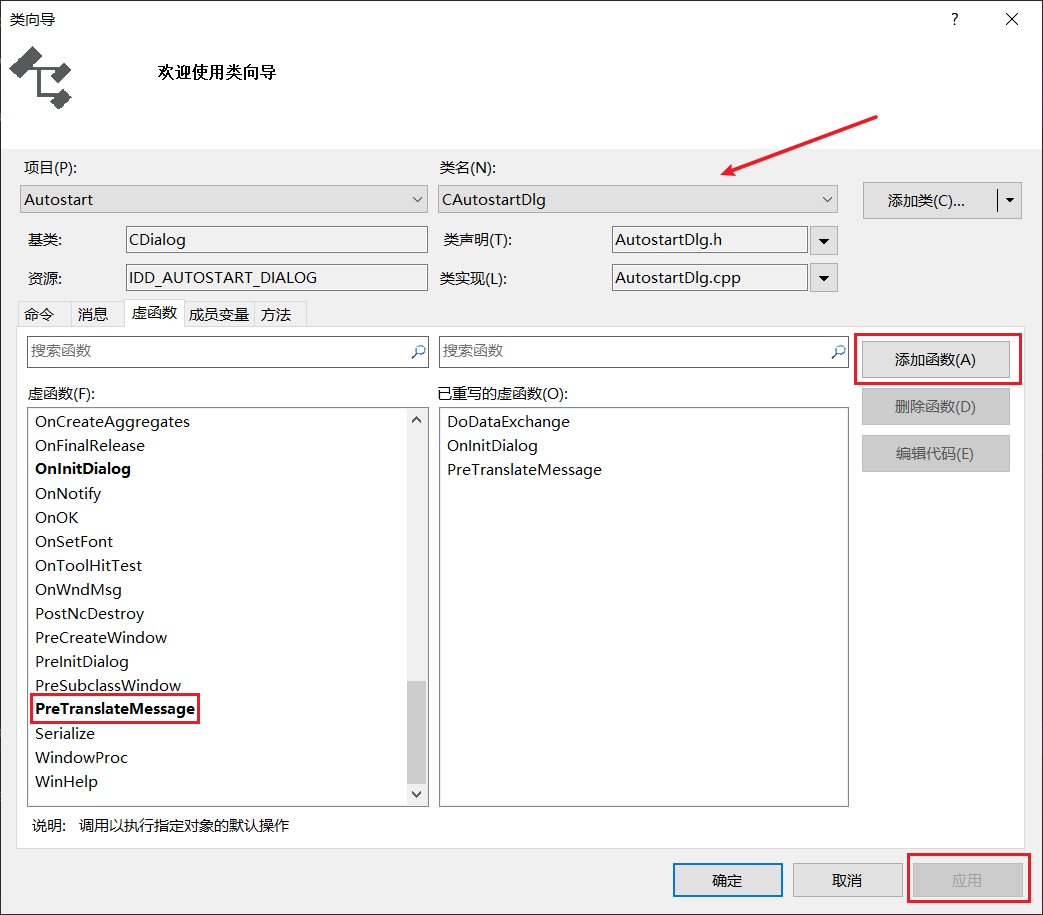 类向导
?
欢迎使用类向导
项目(P):
类名(N):
Autostart
CAutostartDlg
添加类(C)...
基类:
CDialog
类声明(T):
AutostartDlg.h
资源:
IDD_AUTOSTART_DIALOG
类实现(L):
AutostartDlg.cpp
命令 消息 虚函数 成员变量 方法
搜索函数
搜索函数
添加函数(A)
虚函数(F):
已重写的虚函数(O):
删除函数(D)
编辑代码(E)
OnCreateAggregates
OnFinalRelease
OnInitDialog
OnNotify
OnOK
OnSetFont
OnToolHitTest
OnWndMsg
PostNcDestroy
PreCreateWindow
PreInitDialog
PreSubclassWindow
PreTranslateMessage
Serialize
WindowProc
WinHelp
DoDataExchange
OnInitDialog
PreTranslateMessage
说明: 调用以执行指定对象的默认操作
确定
取消
应用